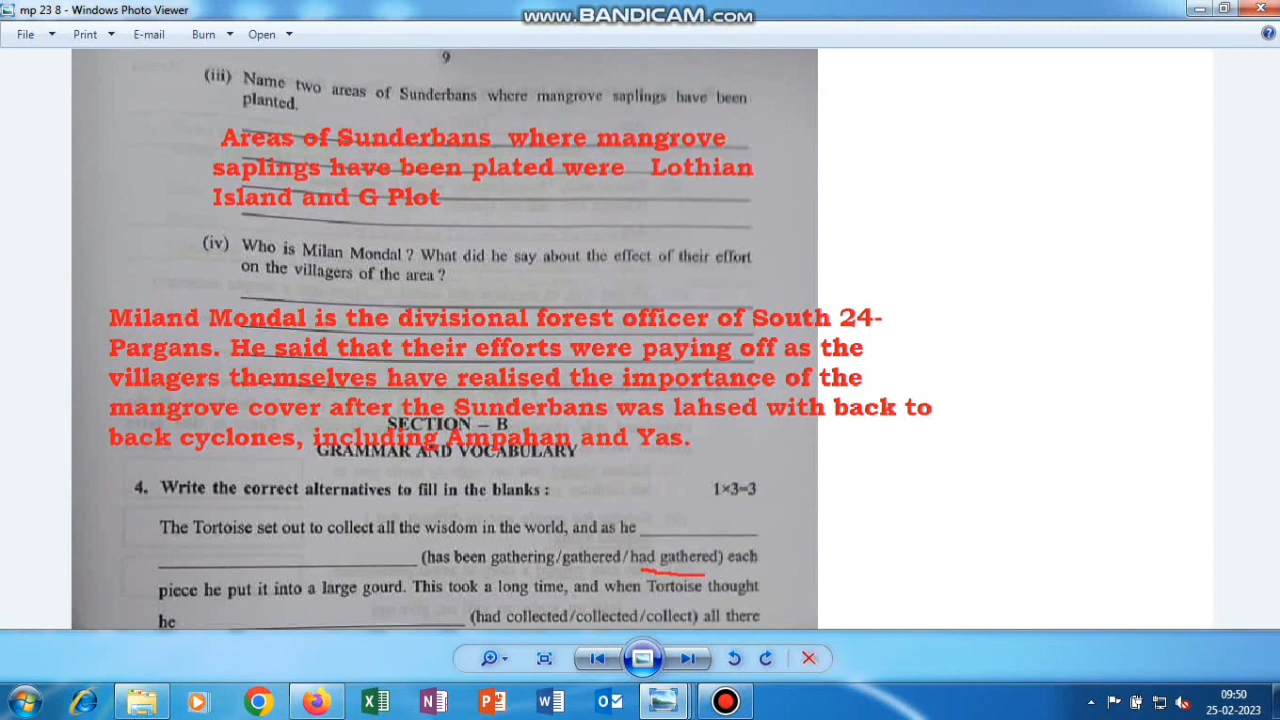 mp 23 8 - Windows Photo Viewer
www.BANDICAM.com
File Print E-mail Burn Open
9
(iii) Name two areas of Sunderbans where mangrove saplings have been
planted.
Areas of Sunderbans where mangrove
saplings have been plated were Lothian
Island and G Plot
(iv) Who is Milan Mondal ? What did he say about the effect of their effort
on the villagers of the area ?
Miland Mondal is the divisional forest officer of South 24-
Pargans. He said that their efforts were paying off as the
villagers themselves have realised the importance of the
mangrove cover after the Sunderbans was lahsed with back to
back cyclones, including Ampahan and Yas.
SECTION – B
GRAMMAR AND VOCABULARY
4. Write the correct alternatives to fill in the blanks : 1×3=3
The Tortoise set out to collect all the wisdom in the world, and as he
(has been gathering/gathered/had gathered) each
piece he put it into a large gourd. This took a long time, and when Tortoise thought
he (had collected/collected/collect) all there
09:50
25-02-2023